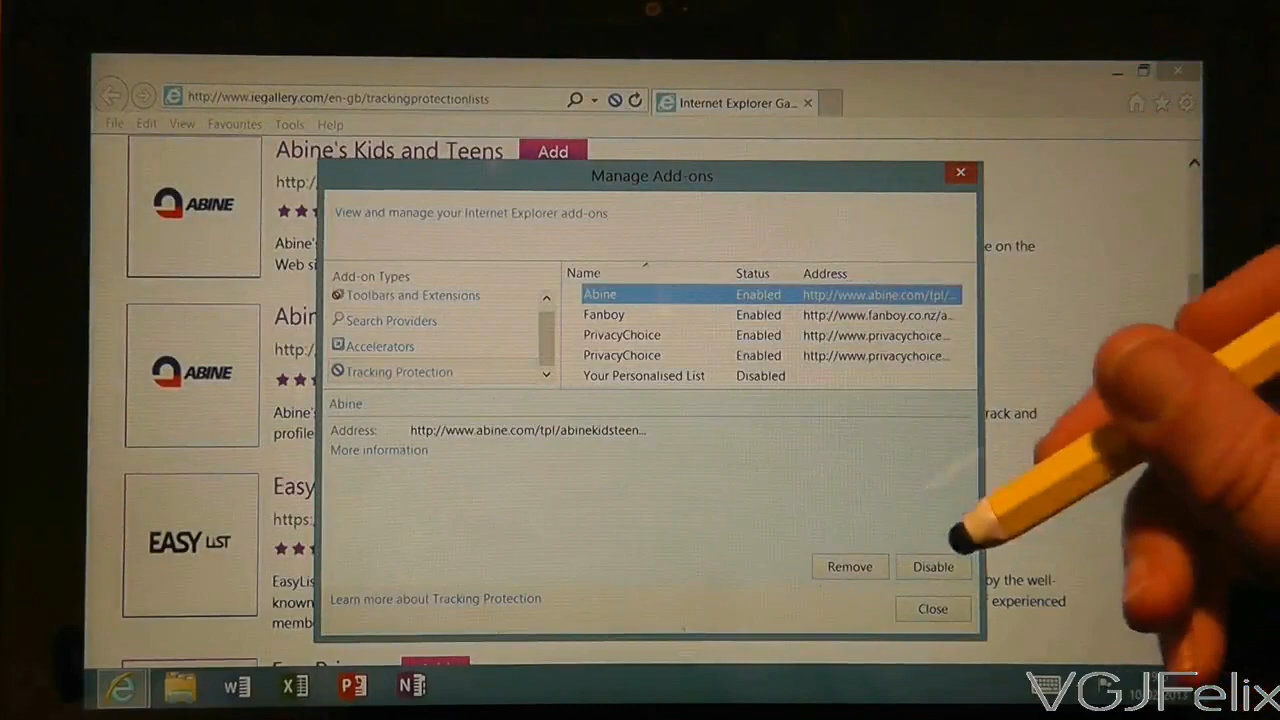 http://www.iegallery.com/en-gb/trackingprotectionlists
Internet Explorer Ga...
File Edit View Favourites Tools Help
Abine's Kids and Teens Add
ABINE
http:/
Abine's
e on the
Web si
Manage Add-ons
View and manage your Internet Explorer add-ons
Add-on Types
Toolbars and Extensions
Search Providers
Accelerators
Tracking Protection
Name Status Address
Abine Enabled http://www.abine.com/tpl/...
Fanboy Enabled http://www.fanboy.co.nz/a...
PrivacyChoice Enabled http://www.privacychoice...
PrivacyChoice Enabled http://www.privacychoice...
Your Personalised List Disabled
Abine
Address: http://www.abine.com/tpl/abinekidsteen...
More information
Remove Disable
Learn more about Tracking Protection
Close
Abin
ABINE
http:/
Abine's
rack and
profile
Easy
EASY LIST
https:
EasyLis
by the well-
known
experienced
memb
VGJFelix